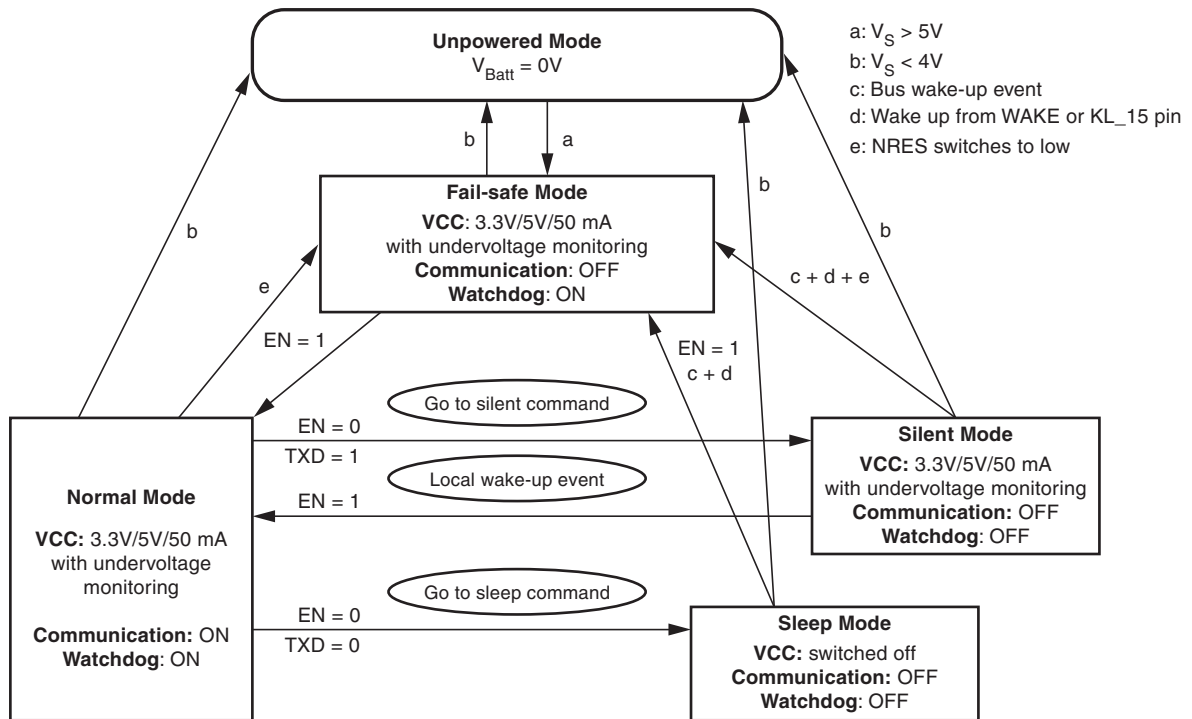 Unpowered Mode
V_Batt = 0V
a: V_S > 5V
b: V_S < 4V
c: Bus wake-up event
d: Wake up from WAKE or KL_15 pin
e: NRES switches to low
b
a
b
b
b
Fail-safe Mode
VCC: 3.3V/5V/50 mA
with undervoltage monitoring
Communication: OFF
Watchdog: ON
e
c + d + e
EN = 1
EN = 1
c + d
Go to silent command
EN = 0
TXD = 1
Local wake-up event
EN = 1
Normal Mode
VCC: 3.3V/5V/50 mA
with undervoltage
monitoring
Communication: ON
Watchdog: ON
Silent Mode
VCC: 3.3V/5V/50 mA
with undervoltage monitoring
Communication: OFF
Watchdog: OFF
Go to sleep command
EN = 0
TXD = 0
Sleep Mode
VCC: switched off
Communication: OFF
Watchdog: OFF